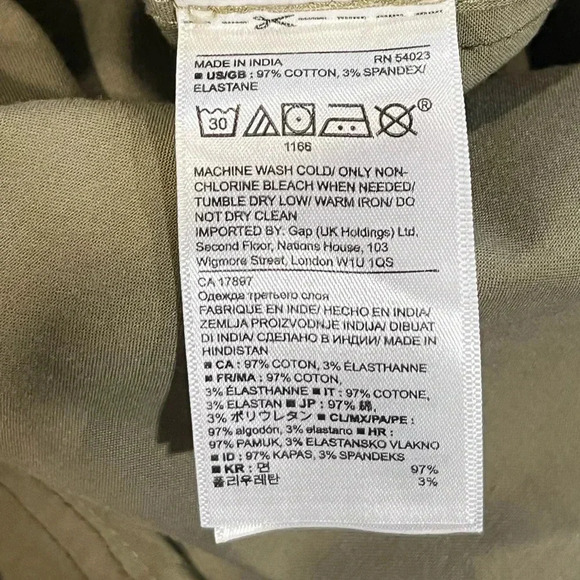 MADE IN INDIA RN 54023
■ US/GB : 97% COTTON, 3% SPANDEX/
ELASTANE
30 ®
1166
MACHINE WASH COLD/ ONLY NON-
CHLORINE BLEACH WHEN NEEDED/
TUMBLE DRY LOW/ WARM IRON/ DO
NOT DRY CLEAN
IMPORTED BY: Gap (UK Holdings) Ltd.
Second Floor, Nations House, 103
Wigmore Street, London W1U 1QS
CA 17897
Одежда третьего слоя
FABRIQUE EN INDE/ HECHO EN INDIA/
ZEMLJA PROIZVODNJE INDIJA/ DIBUAT
DI INDIA/ СДЕЛАНО В ИНДИИ/ MADE IN
HINDISTAN
■ CA : 97% COTON, 3% ÉLASTHANNE
■ FR/MA : 97% COTON,
3% ÉLASTHANNE ■ IT : 97% COTONE,
3% ELASTAN ■ JP : 97% 綿,
3% ポリウレタン ■ CL/MX/PA/PE :
97% algodón, 3% elastano ■ HR :
97% PAMUK, 3% ELASTANSKO VLAKNO
■ ID : 97% KAPAS, 3% SPANDEKS
■ KR : 면 97%
폴리우레탄 3%